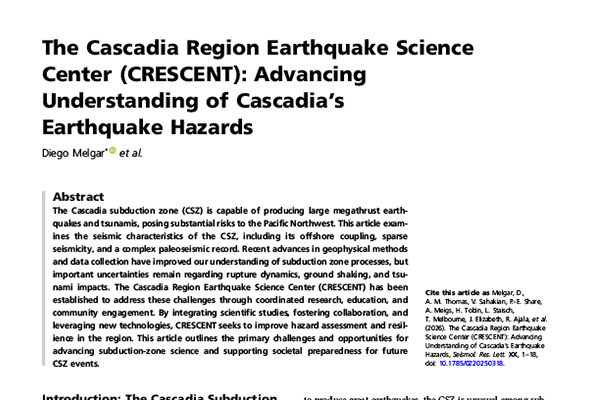 The Cascadia Region Earthquake Science
Center (CRESCENT): Advancing
Understanding of Cascadia's
Earthquake Hazards
Diego Melgar* et al.
Abstract
The Cascadia subduction zone (CSZ) is capable of producing large megathrust earth-
quakes and tsunamis, posing substantial risks to the Pacific Northwest. This article exam-
ines the seismic characteristics of the CSZ, including its offshore coupling, sparse
seismicity, and a complex paleoseismic record. Recent advances in geophysical methods
and data collection have improved our understanding of subduction zone processes, but
important uncertainties remain regarding rupture dynamics, ground shaking, and tsu-
nami impacts. The Cascadia Region Earthquake Science Center (CRESCENT) has been
established to address these challenges through coordinated research, education, and
community engagement. By integrating scientific studies, fostering collaboration, and
leveraging new technologies, CRESCENT seeks to improve hazard assessment and resil-
ience in the region. This article outlines the primary challenges and opportunities for
advancing subduction-zone science and supporting societal preparedness for future
CSZ events.
Cite this article as Melgar, D.,
A. M. Thomas, V. Sahakian, P.-E. Share,
A. Meigs, H. Tobin, L. Staisch,
T. Melbourne, J. Elizabeth, R. Ajala, et al.
(2026). The Cascadia Region Earthquake
Science Center (CRESCENT): Advancing
Understanding of Cascadia's Earthquake
Hazards, Seismol. Res. Lett. XX, 1–18,
doi: 10.1785/0220250318.
Introduction: The Cascadia Subduction
to produce great earthquakes, the CSZ is unusual among sub-